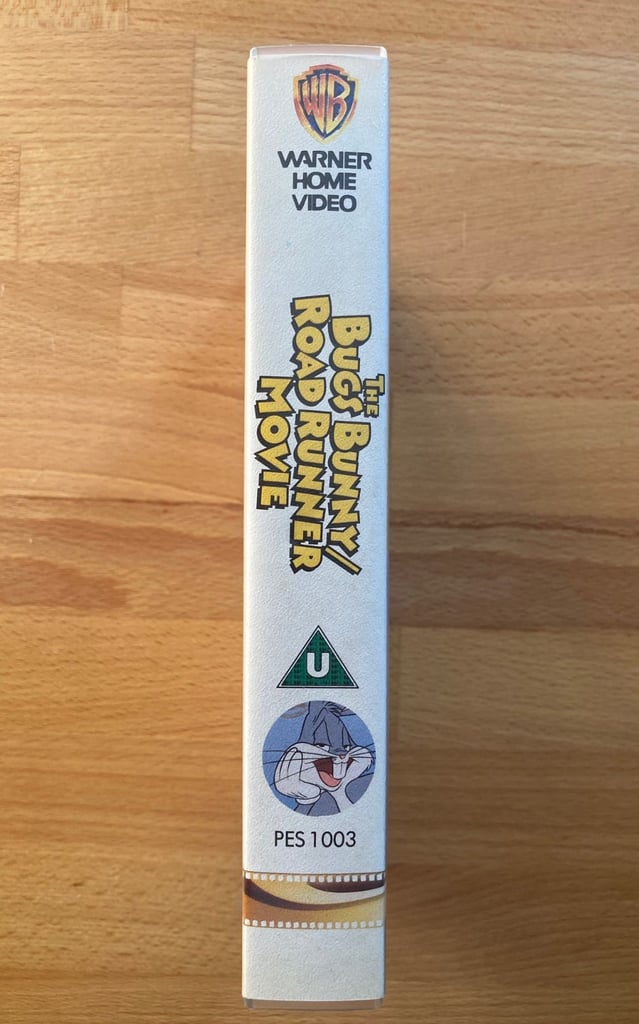 WB
WARNER
HOME
VIDEO
THE
BUGS BUNNY/
ROAD RUNNER
MOVIE
U
PES 1003